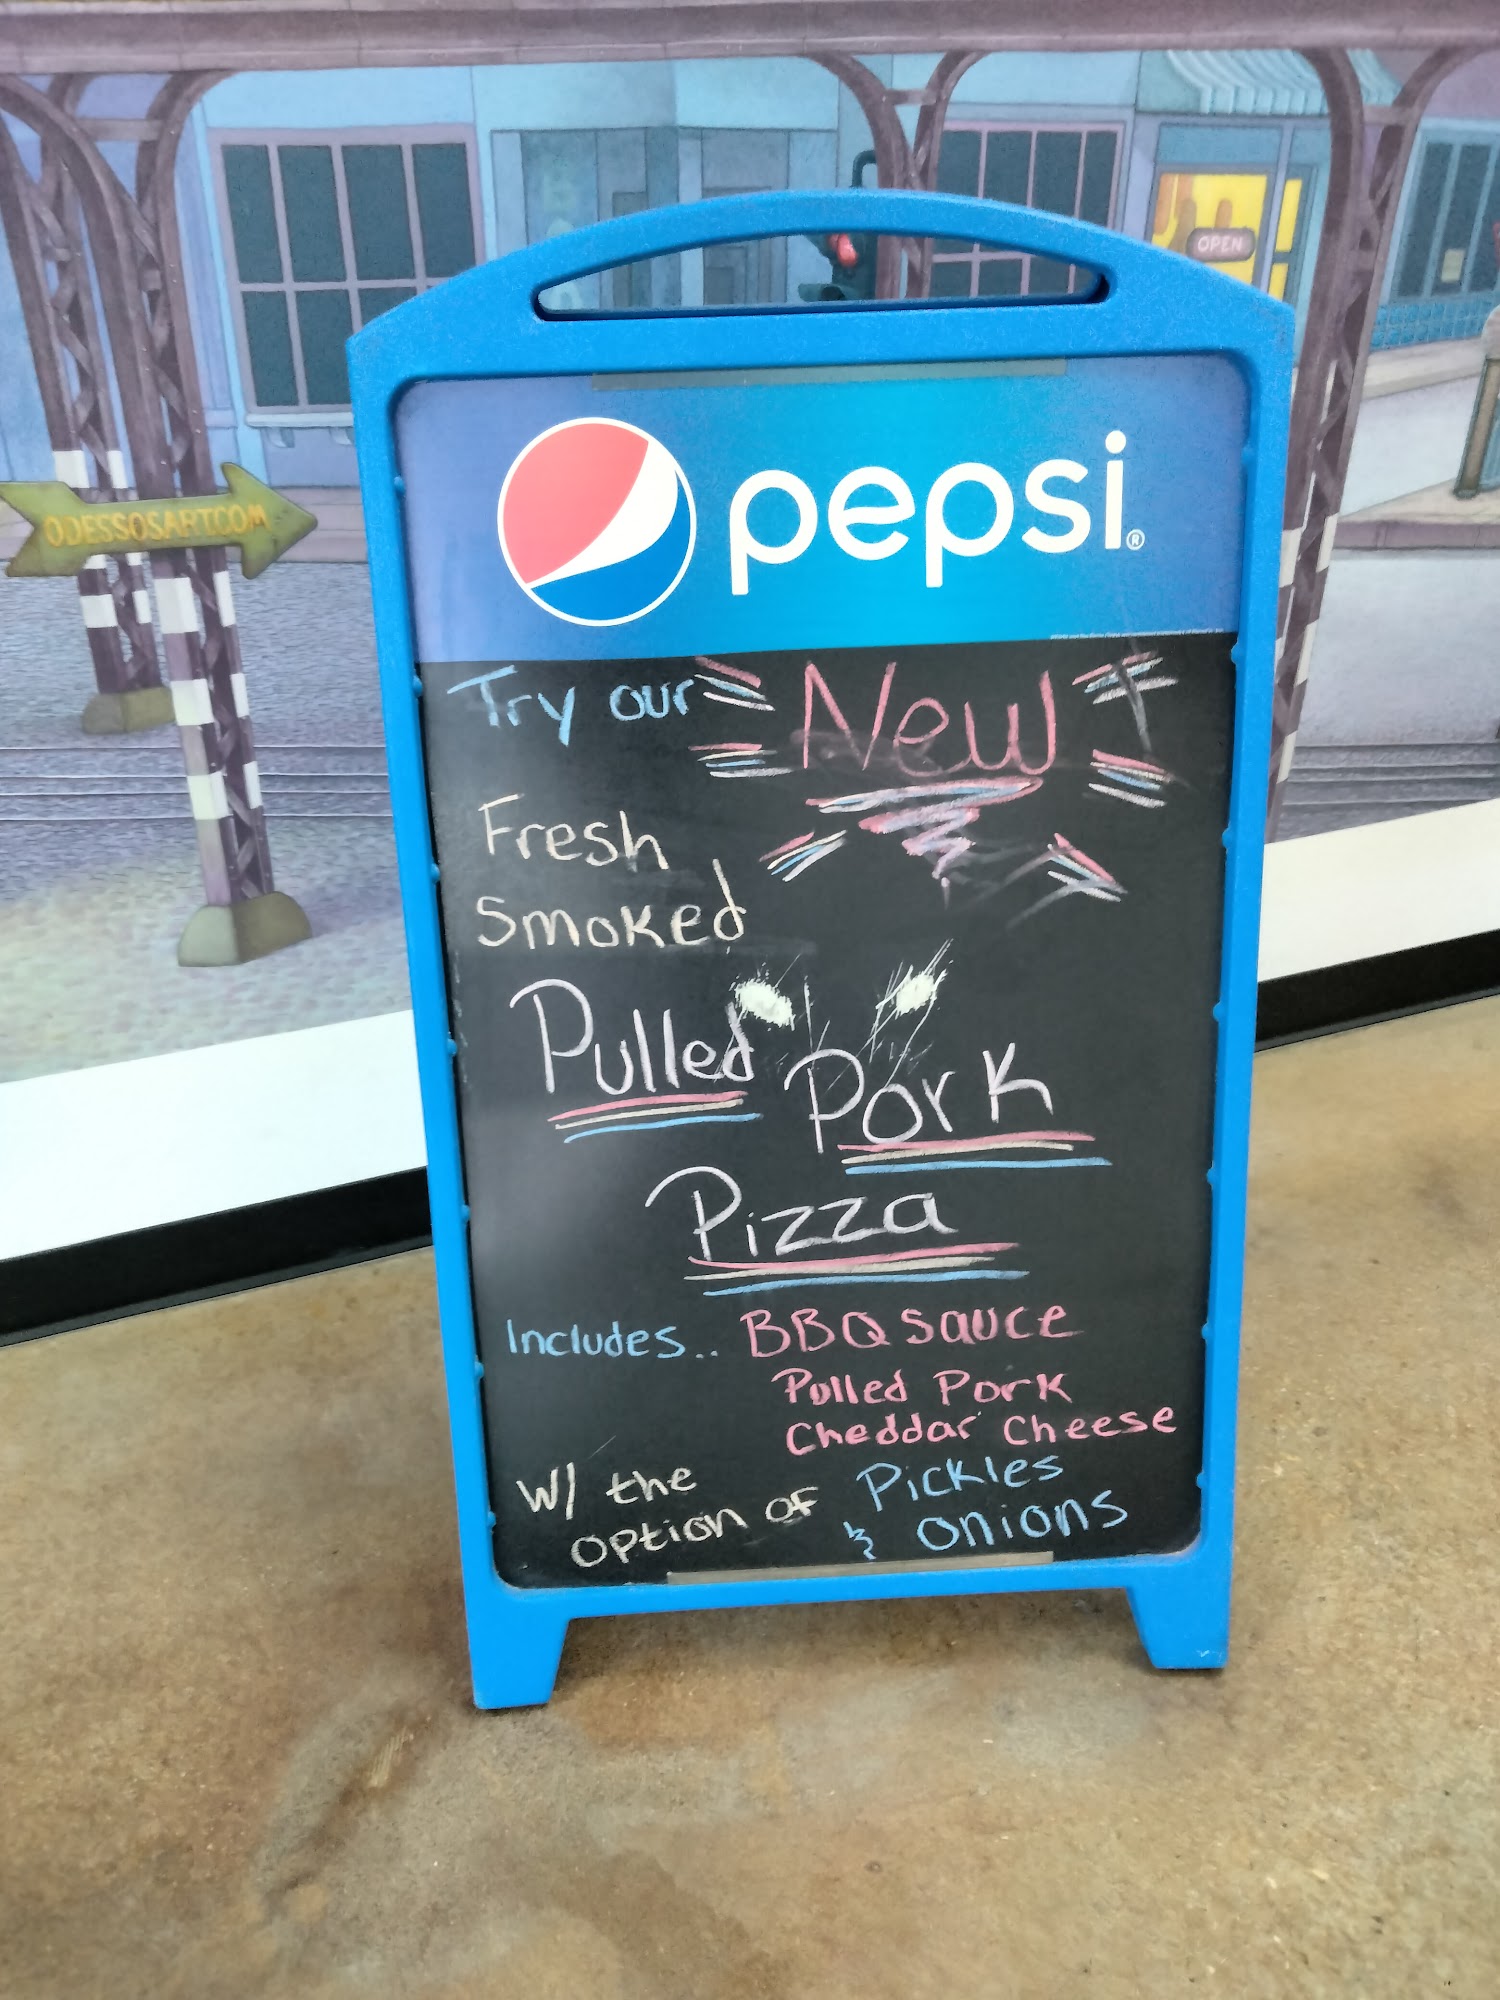 OPEN
pepsi®
ODESSOSART.COM
Try our New
Fresh
Smoked
Pulled
Pork
Pizza
Includes.. BBQ Sauce
Pulled Pork
Cheddar Cheese
W/ the
option of Pickles
& onions